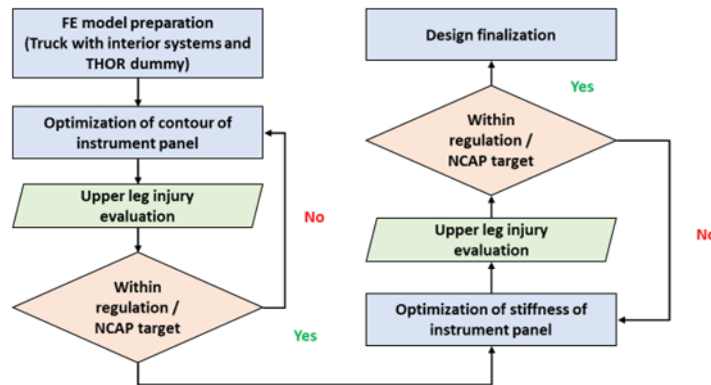 FE model preparation
(Truck with interior systems and
THOR dummy)
Optimization of contour of
instrument panel
Upper leg injury
evaluation
No
Within
regulation /
NCAP target
Yes
Design finalization
Yes
Within
regulation /
NCAP target
Upper leg injury
evaluation
No
Optimization of stiffness of
instrument panel